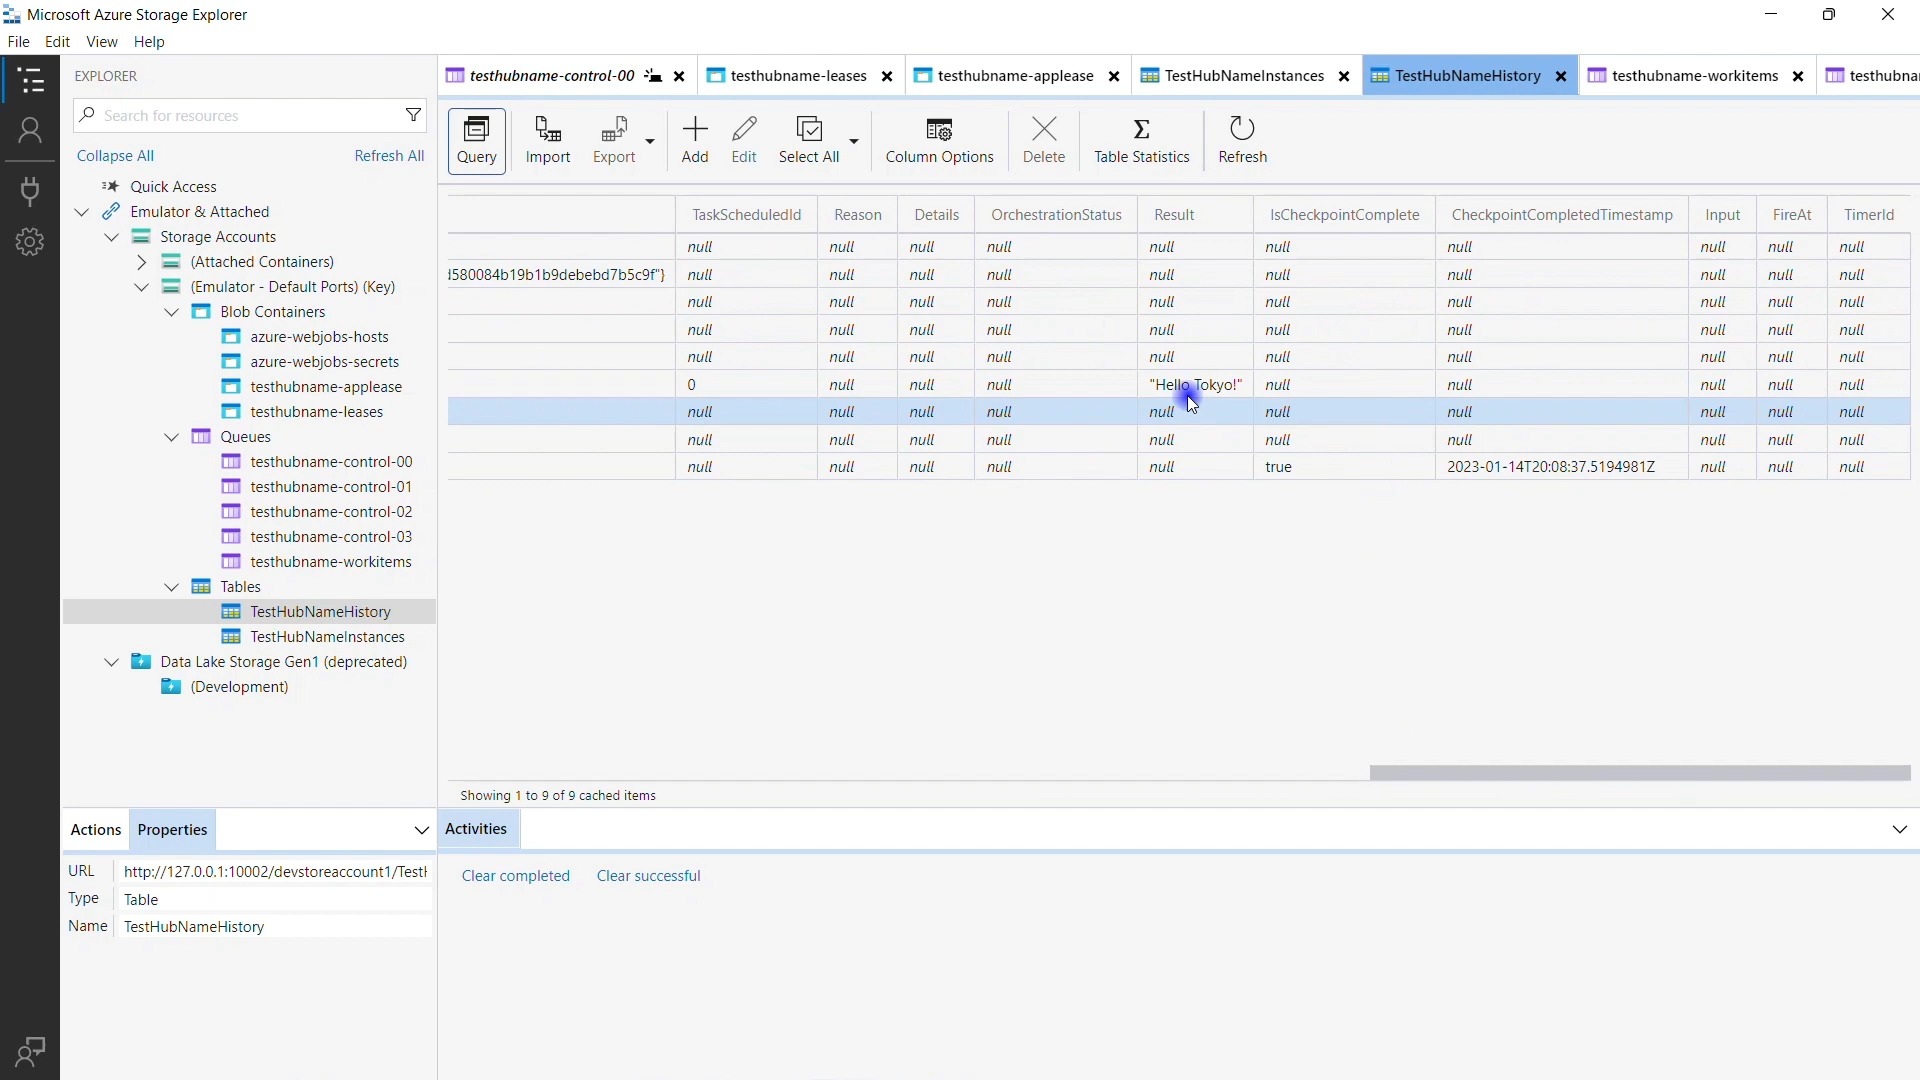 Microsoft Azure Storage Explorer
File Edit View Help
EXPLORER
Search for resources
Collapse All Refresh All
Quick Access
Emulator & Attached
Storage Accounts
(Attached Containers)
(Emulator - Default Ports) (Key)
Blob Containers
azure-webjobs-hosts
azure-webjobs-secrets
testhubname-applease
testhubname-leases
Queues
testhubname-control-00
testhubname-control-01
testhubname-control-02
testhubname-control-03
testhubname-workitems
Tables
TestHubNameHistory
TestHubNameInstances
Data Lake Storage Gen1 (deprecated)
(Development)
Actions Properties
URL http://127.0.0.1:10002/devstoreaccount1/TestH
Type Table
Name TestHubNameHistory
testhubname-control-00 testhubname-leases testhubname-applease TestHubNameInstances TestHubNameHistory testhubname-workitems testhubna
Query Import Export Add Edit Select All Column Options Delete Table Statistics Refresh
TaskScheduledId Reason Details OrchestrationStatus Result IsCheckpointComplete CheckpointCompletedTimestamp Input FireAt TimerId
null null null null null null null null null null
580084b19b1b9debebd7b5c9f"} null null null null null null null null null null
null null null null null null null null null null
null null null null null null null null null null
null null null null null null null null null null
0 null null null "Hello Tokyo!" null null null null null
null null null null null null null null null null
null null null null null null null null null null
null null null null null true 2023-01-14T20:08:37.5194981Z null null null
Showing 1 to 9 of 9 cached items
Activities
Clear completed Clear successful